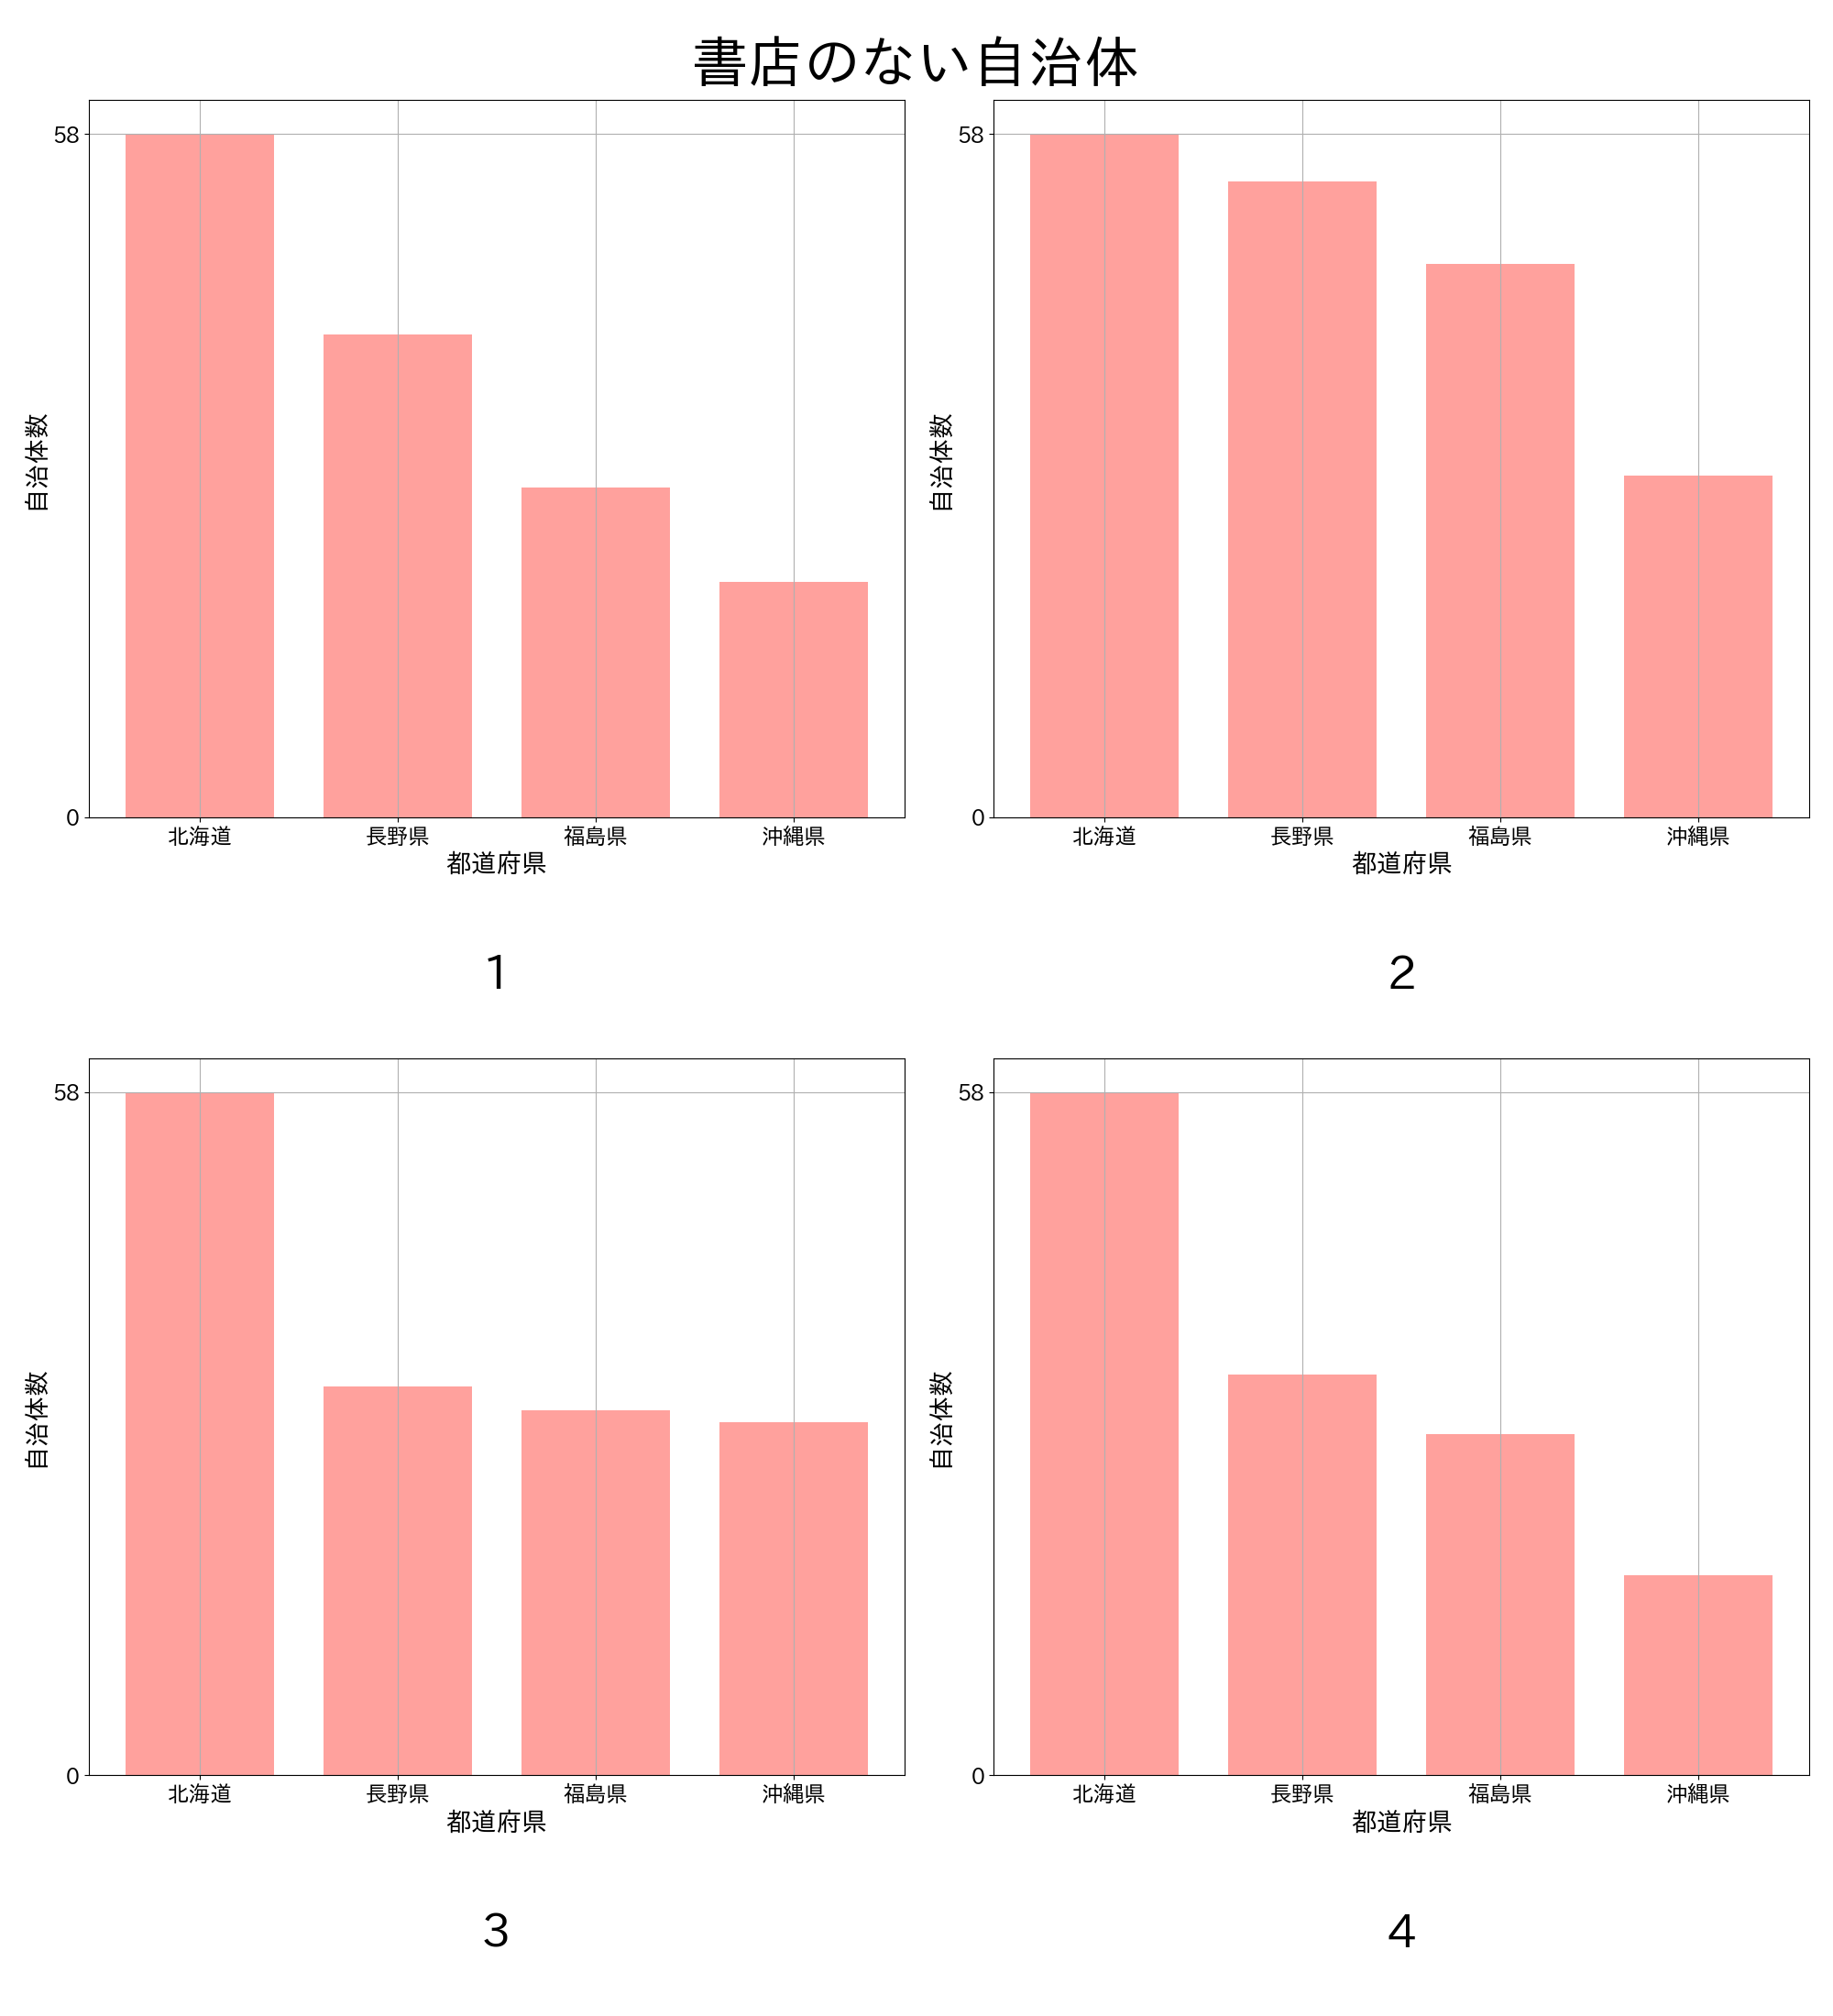 書店のない自治体
58
0
自治体数
北海道 長野県 福島県 沖縄県
都道府県
1
58
0
自治体数
北海道 長野県 福島県 沖縄県
都道府県
2
58
0
自治体数
北海道 長野県 福島県 沖縄県
都道府県
3
58
0
自治体数
北海道 長野県 福島県 沖縄県
都道府県
4